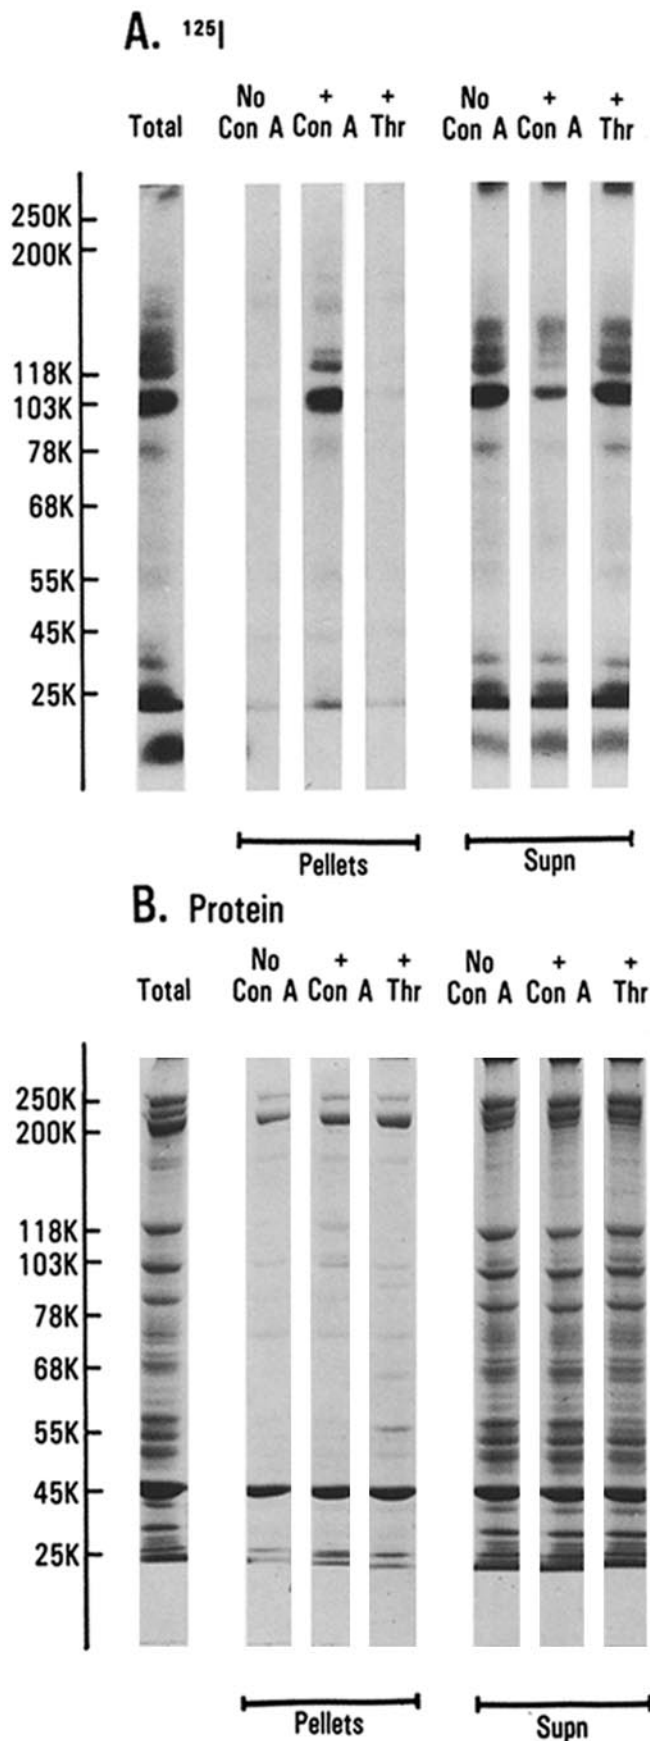 A. ¹²⁵I
No + + No + +
Total Con A Con A Thr Con A Con A Thr
250K
200K
118K
103K
78K
68K
55K
45K
25K
Pellets Supn
B. Protein
No + + No + +
Total Con A Con A Thr Con A Con A Thr
250K
200K
118K
103K
78K
68K
55K
45K
25K
Pellets Supn